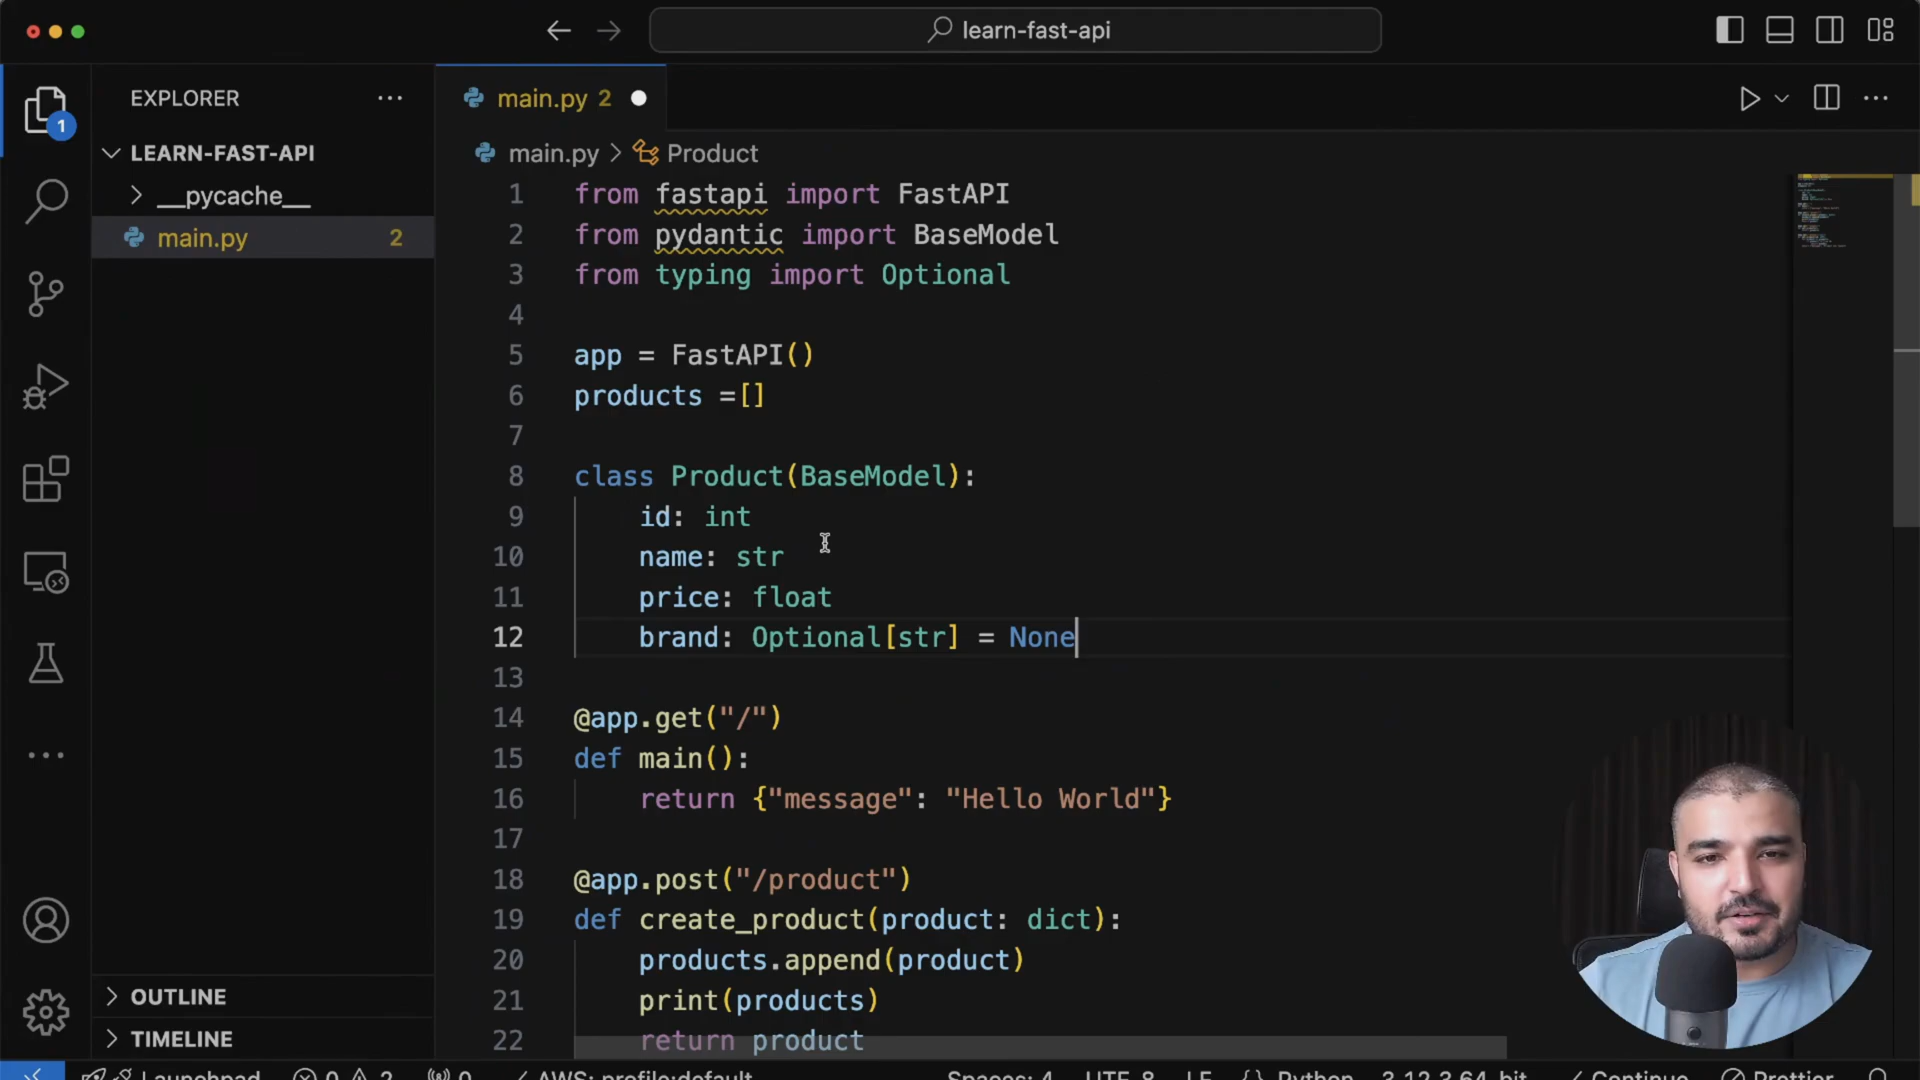 learn-fast-api
EXPLORER
main.py 2
1
LEARN-FAST-API
main.py > Product
__pycache__
main.py 2
1 from fastapi import FastAPI
2 from pydantic import BaseModel
3 from typing import Optional
4
5 app = FastAPI()
6 products =[]
7
8 class Product(BaseModel):
9 id: int
10 name: str
11 price: float
12 brand: Optional[str] = None
13
14 @app.get("/")
15 def main():
16 return {"message": "Hello World"}
17
18 @app.post("/product")
19 def create_product(product: dict):
20 products.append(product)
21 print(products)
22 return product
OUTLINE
TIMELINE
Launchpad 0 2 0 AWS: profile:default Spaces: 4 UTF-8 LF {} Python 3.12.3 64-bit Continue Prettier